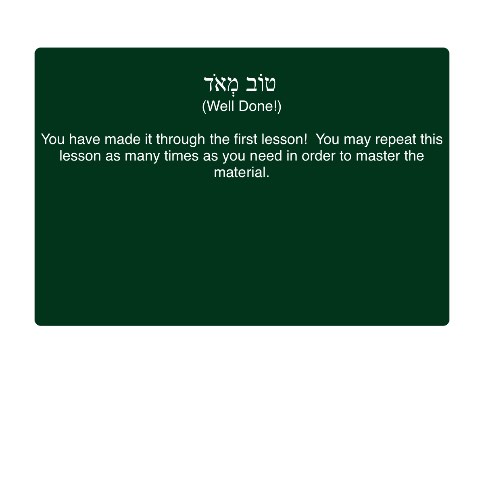 טוֹב מְאֹד
(Well Done!)
You have made it through the first lesson!  You may repeat this
lesson as many times as you need in order to master the
material.